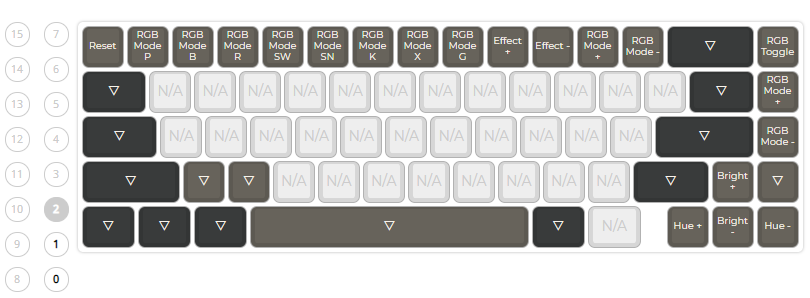 15 7
14 6
13 5
12 4
11 3
10 2
9 1
8 0
Reset
RGB
Mode
P
RGB
Mode
B
RGB
Mode
R
RGB
Mode
SW
RGB
Mode
SN
RGB
Mode
K
RGB
Mode
X
RGB
Mode
G
Effect
+
Effect -
RGB
Mode
+
RGB
Mode -
▽
RGB
Toggle
▽ N/A N/A N/A N/A N/A N/A N/A N/A N/A N/A N/A N/A ▽
RGB
Mode
+
▽ N/A N/A N/A N/A N/A N/A N/A N/A N/A N/A N/A ▽
RGB
Mode -
▽ ▽ ▽ N/A N/A N/A N/A N/A N/A N/A N/A ▽
Bright
+
▽
▽ ▽ ▽ ▽ ▽ N/A
Hue +
Bright
-
Hue -